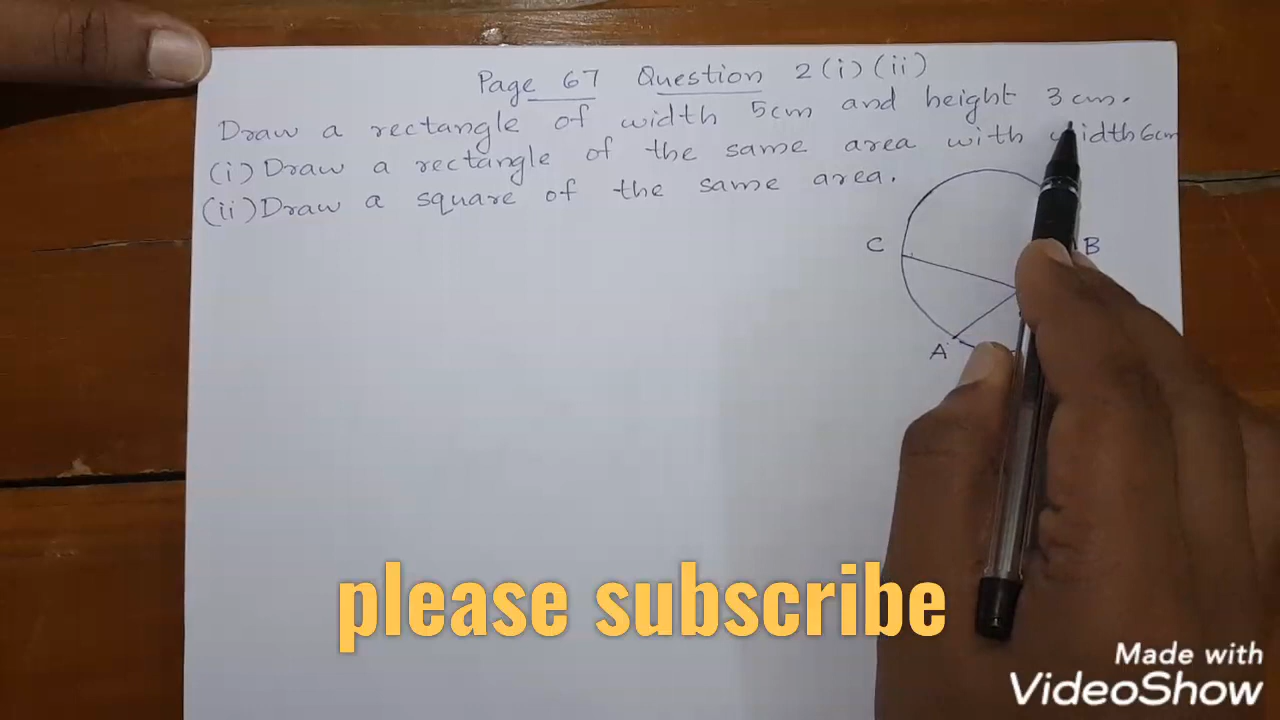 Page 67 Question 2(i)(ii)
Draw a rectangle of width 5cm and height 3cm.
(i) Draw a rectangle of the same area with width 6cm
(ii) Draw a square of the same area.
C
B
A
please subscribe
Made with
VideoShow